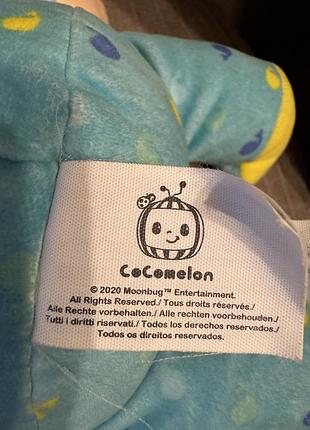 CoComelon
© 2020 Moonbug™ Entertainment.
All Rights Reserved./ Tous droits réservés./
Alle Rechte vorbehalten./ Alle rechten voorbehouden./
Tutti i diritti riservati./ Todos los derechos reservados./
Todos os direitos reservados.